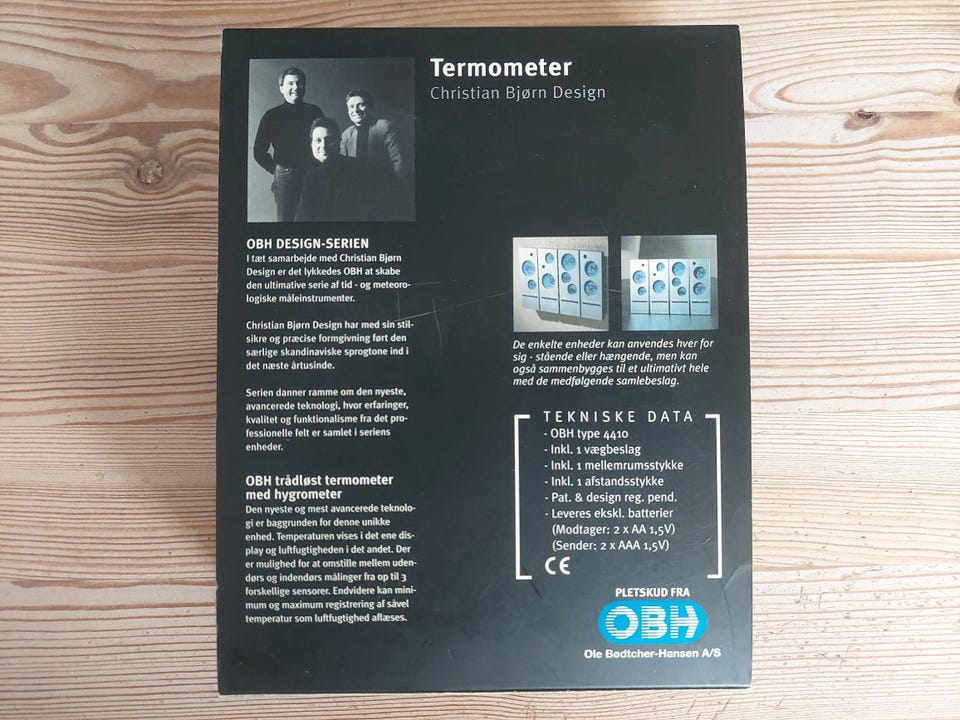 Termometer
Christian Bjørn Design
OBH DESIGN-SERIEN
I tæt samarbejde med Christian Bjørn
Design er det lykkedes OBH at skabe
den ultimative serie af tid - og meteoro-
logiske måleinstrumenter.
Christian Bjørn Design har med sin stil-
sikre og præcise formgivning ført den
særlige skandinaviske sprogtone ind i
det næste årtusinde.
Serien danner ramme om den nyeste,
avancerede teknologi, hvor erfaringer,
kvalitet og funktionalisme fra det pro-
fessionelle felt er samlet i seriens
enheder.
OBH trådløst termometer
med hygrometer
Den nyeste og mest avancerede teknolo-
gi er baggrunden for denne unikke
enhed. Temperaturen vises i det ene dis-
play og luftfugtigheden i det andet. Der
er mulighed for at omstille mellem uden-
dørs og indendørs målinger fra op til 3
forskellige sensorer. Endvidere kan mini-
mum og maximum registrering af såvel
temperatur som luftfugtighed aflæses.
De enkelte enheder kan anvendes hver for
sig - stående eller hængende, men kan
også sammenbygges til et ultimativt hele
med de medfølgende samlebeslag.
TEKNISKE DATA
- OBH type 4410
- Inkl. 1 vægbeslag
- Inkl. 1 mellemrumsstykke
- Inkl. 1 afstandsstykke
- Pat. & design reg. pend.
- Leveres ekskl. batterier
(Modtager: 2 x AA 1,5V)
(Sender: 2 x AAA 1,5V)
CE
PLETSKUD FRA
OBH
Ole Bødtcher-Hansen A/S